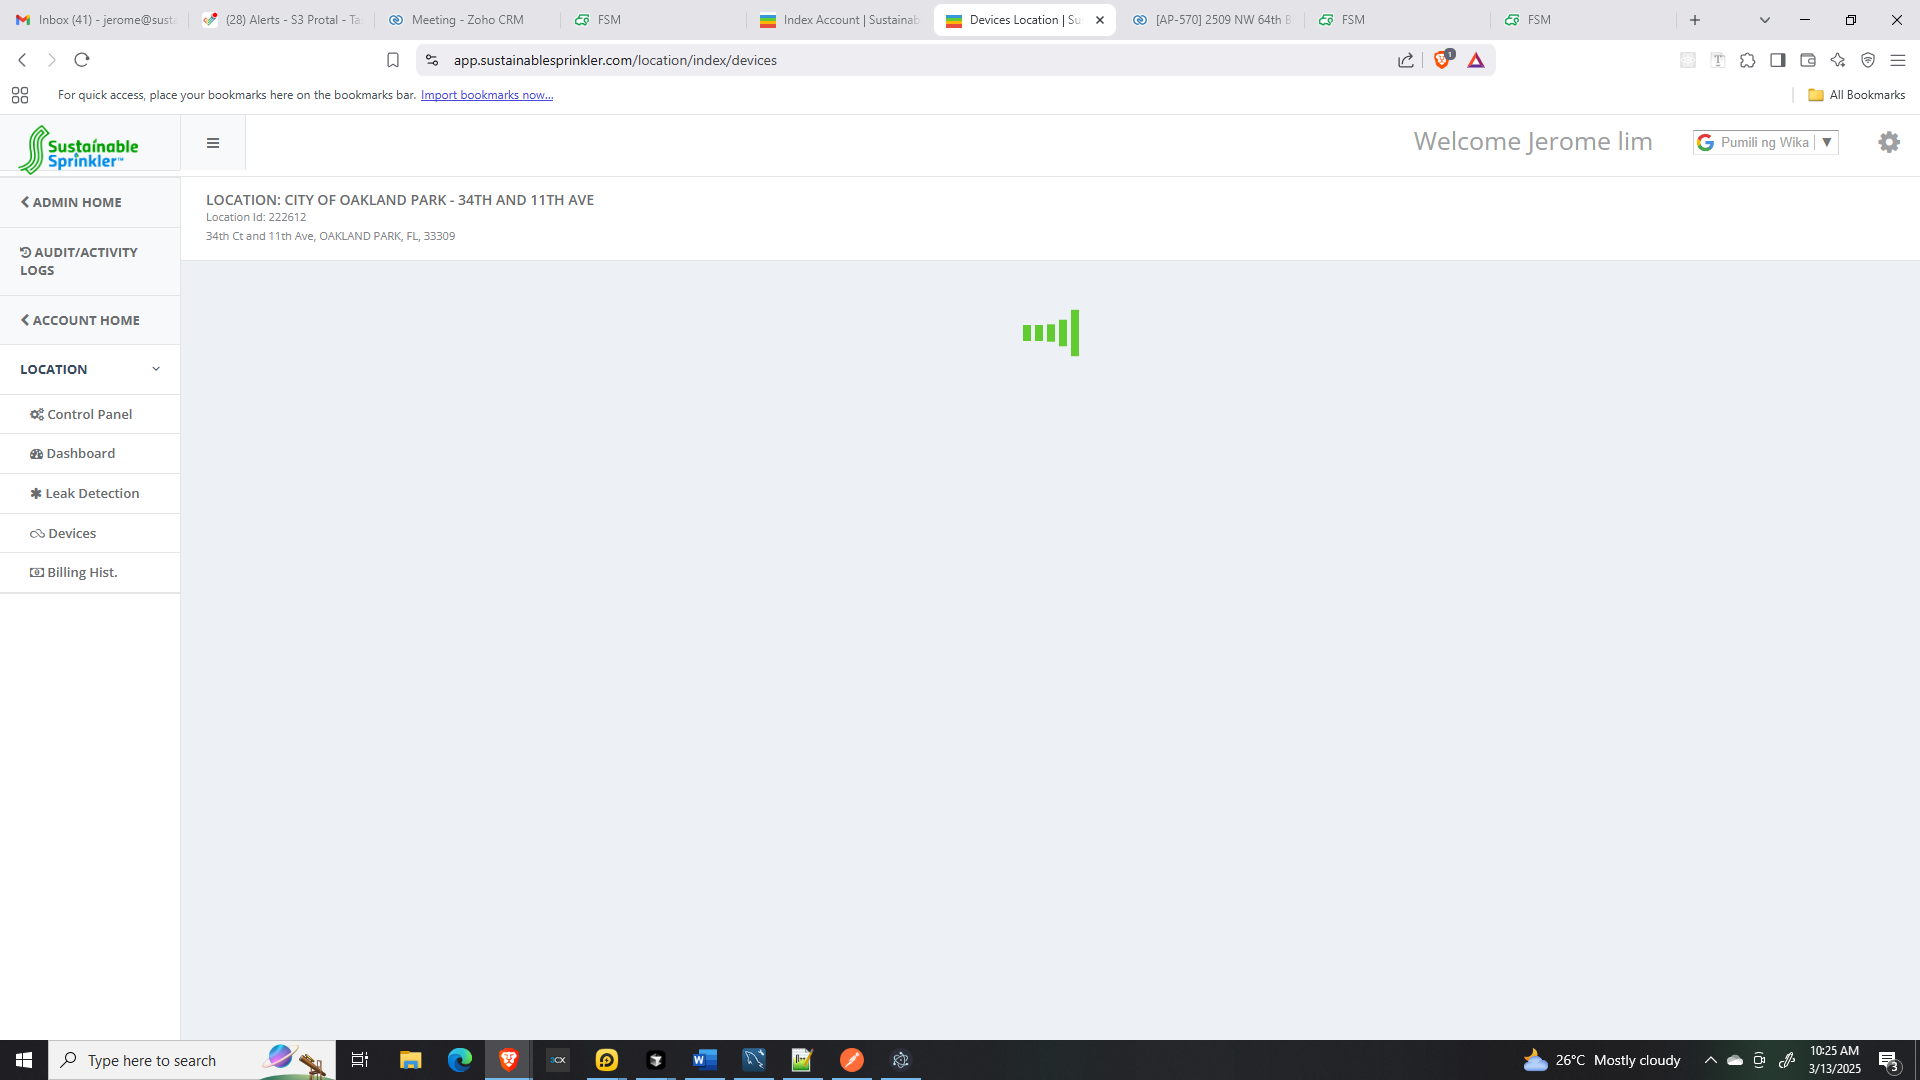 Inbox (41) - jerome@susta
(28) Alerts - S3 Protal - Ta
Meeting - Zoho CRM
FSM
Index Account | Sustainab
Devices Location | Su
[AP-570] 2509 NW 64th B
FSM
FSM
app.sustainablesprinkler.com/location/index/devices
1
For quick access, place your bookmarks here on the bookmarks bar. Import bookmarks now...
All Bookmarks
Sustainable
Sprinkler™
Welcome Jerome lim
Pumili ng Wika ▼
LOCATION: CITY OF OAKLAND PARK - 34TH AND 11TH AVE
Location Id: 222612
34th Ct and 11th Ave, OAKLAND PARK, FL, 33309
ADMIN HOME
AUDIT/ACTIVITY
LOGS
ACCOUNT HOME
LOCATION
Control Panel
Dashboard
Leak Detection
Devices
Billing Hist.
Type here to search
3CX
26°C Mostly cloudy
10:25 AM
3/13/2025
3